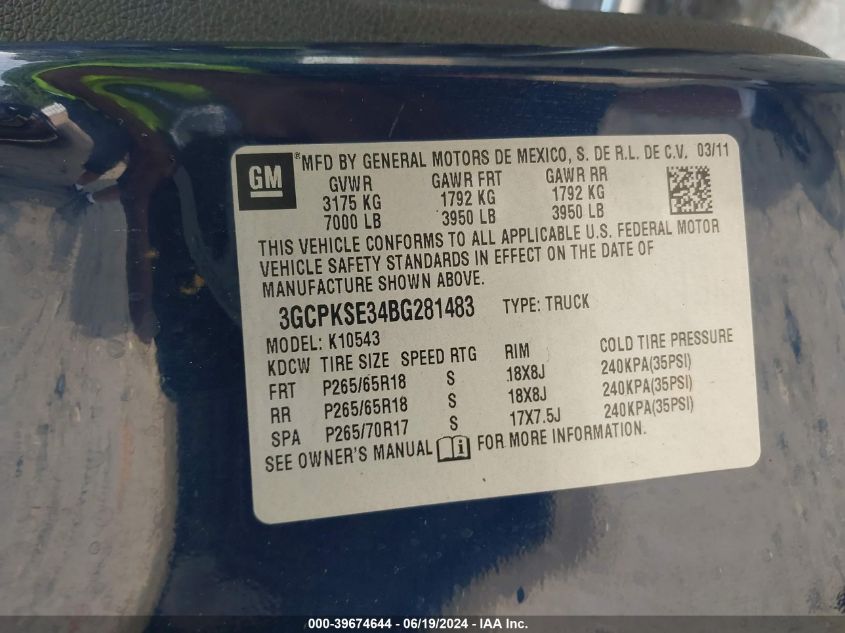 GM ® MFD BY GENERAL MOTORS DE MEXICO, S. DE R.L. DE C.V. 03/11
GVWR GAWR FRT GAWR RR
3175 KG 1792 KG 1792 KG
7000 LB 3950 LB 3950 LB
THIS VEHICLE CONFORMS TO ALL APPLICABLE U.S. FEDERAL MOTOR
VEHICLE SAFETY STANDARDS IN EFFECT ON THE DATE OF
MANUFACTURE SHOWN ABOVE.
3GCPKSE34BG281483 TYPE: TRUCK
MODEL: K10543
KDCW TIRE SIZE SPEED RTG RIM COLD TIRE PRESSURE
FRT P265/65R18 S 18X8J 240KPA(35PSI)
RR P265/65R18 S 18X8J 240KPA(35PSI)
SPA P265/70R17 S 17X7.5J 240KPA(35PSI)
SEE OWNER'S MANUAL i FOR MORE INFORMATION.
000-39674644 - 06/19/2024 - IAA Inc.